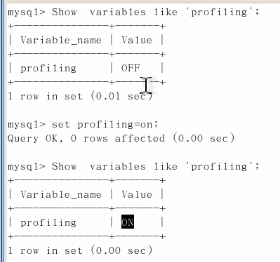 mysql> Show  variables like 'profiling';
+---------------+-------+
| Variable_name | Value |
+---------------+-------+
| profiling     | OFF   |
+---------------+-------+
1 row in set (0.01 sec)
mysql> set profiling=on;
Query OK, 0 rows affected (0.00 sec)
mysql> Show  variables like 'profiling';
+---------------+-------+
| Variable_name | Value |
+---------------+-------+
| profiling     | ON    |
+---------------+-------+
1 row in set (0.00 sec)